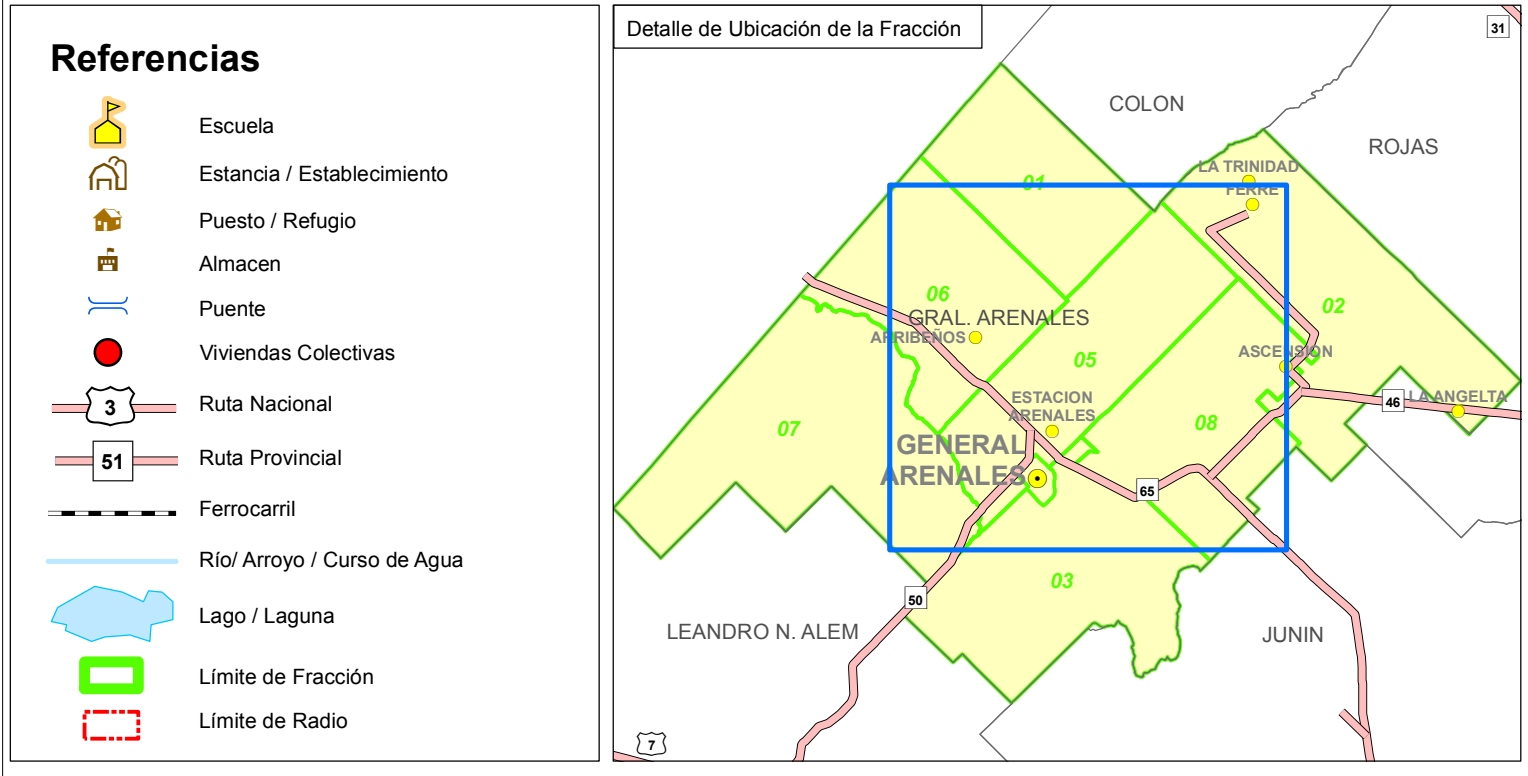 Referencias
Escuela
Estancia / Establecimiento
Puesto / Refugio
Almacen
Puente
Viviendas Colectivas
3
Ruta Nacional
51
Ruta Provincial
Ferrocarril
Río/ Arroyo / Curso de Agua
Lago / Laguna
Límite de Fracción
Límite de Radio
Detalle de Ubicación de la Fracción
31
COLON
ROJAS
LA TRINIDAD
FERRE
01
06
02
GRAL. ARENALES
ARRIBEÑOS
05
ASCENSION
ESTACION
ARENALES
46
LA ANGELTA
07
08
GENERAL
ARENALES
65
03
50
LEANDRO N. ALEM
JUNIN
7